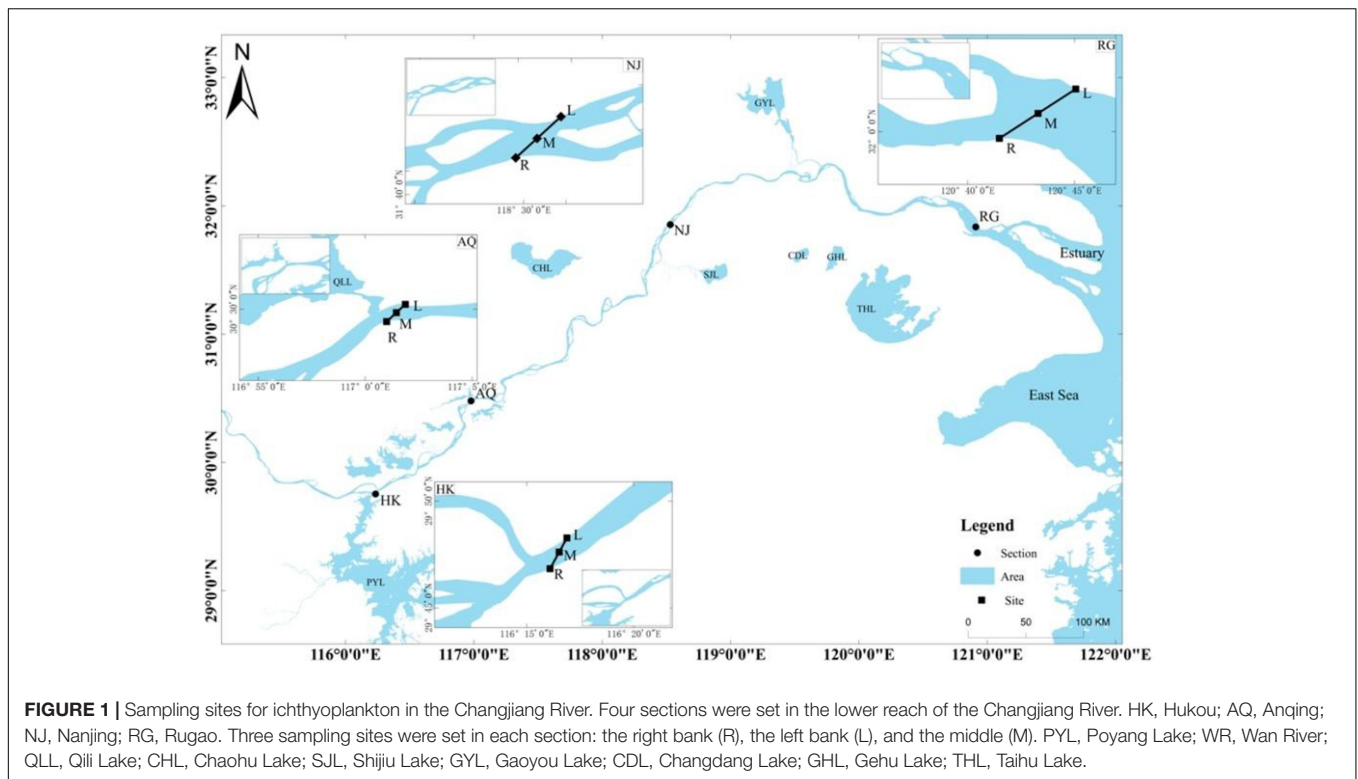 N
33°0'0"N
32°0'0"N
31°0'0"N
30°0'0"N
29°0'0"N
116°0'0"E
117°0'0"E
118°0'0"E
119°0'0"E
120°0'0"E
121°0'0"E
122°0'0"E
NJ
L
M
R
31° 40' 0"N
118° 30' 0"E
RG
L
M
R
32° 0' 0"N
120° 40' 0"E
120° 45' 0"E
AQ
QLL
L
M
R
30° 30' 0"N
116° 55' 0"E
117° 0' 0"E
117° 5' 0"E
HK
L
M
R
29° 50' 0"N
29° 45' 0"N
116° 15' 0"E
116° 20' 0"E
GYL
NJ
RG
Estuary
CHL
SJL
CDL
GHL
THL
AQ
East Sea
HK
PYL
Legend
Section
Area
Site
0 50 100 KM
FIGURE 1 | Sampling sites for ichthyoplankton in the Changjiang River. Four sections were set in the lower reach of the Changjiang River. HK, Hukou; AQ, Anqing;
NJ, Nanjing; RG, Rugao. Three sampling sites were set in each section: the right bank (R), the left bank (L), and the middle (M). PYL, Poyang Lake; WR, Wan River;
QLL, Qili Lake; CHL, Chaohu Lake; SJL, Shijiu Lake; GYL, Gaoyou Lake; CDL, Changdang Lake; GHL, Gehu Lake; THL, Taihu Lake.